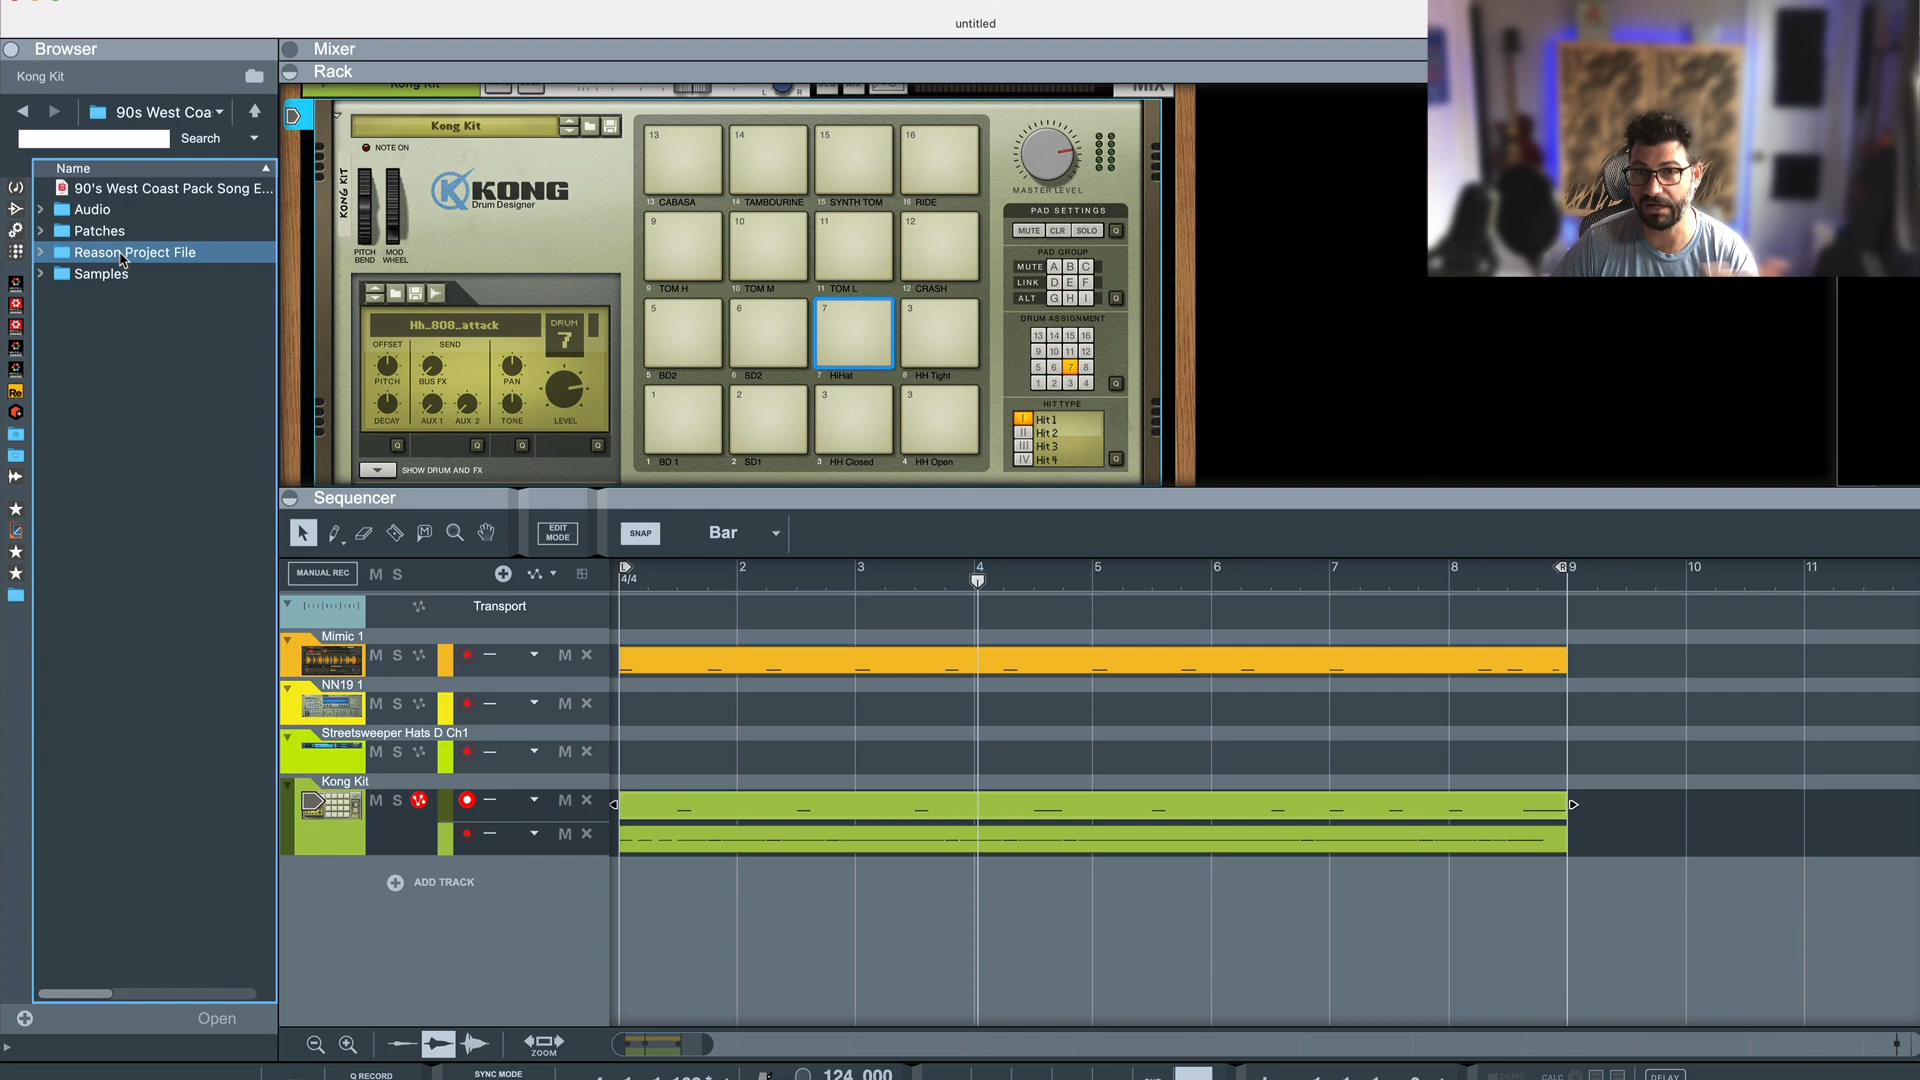 untitled
Browser
Mixer
Kong Kit
Rack
90s West Coa
Search
Name
90's West Coast Pack Song E...
Audio
Patches
Reason Project File
Samples
Open
Kong Kit
L R
MIX
Kong Kit
NOTE ON
KONG KIT
KONG
Drum Designer
PITCH BEND
MOD WHEEL
Hh_808_attack
DRUM
7
OFFSET
SEND
PITCH
BUS FX
PAN
DECAY
AUX 1
AUX 2
TONE
LEVEL
Q Q Q Q
SHOW DRUM AND FX
13 14 15 16
13 CABASA
14 TAMBOURINE
15 SYNTH TOM
16 RIDE
9 10 11 12
9 TOM H
10 TOM M
11 TOM L
12 CRASH
5 6 7 3
5 BD2
6 SD2
7 HiHat
8 HH Tight
1 2 3 3
1 BD 1
2 SD1
3 HH Closed
4 HH Open
MASTER LEVEL
PAD SETTINGS
MUTE CLR SOLO Q
PAD GROUP
MUTE A B C
LINK D E F
ALT G H I Q
DRUM ASSIGNMENT
13 14 15 16
9 10 11 12
5 6 7 8
1 2 3 4 Q
HIT TYPE
I Hit 1
II Hit 2
III Hit 3
IV Hit 4 Q
Sequencer
EDIT MODE
SNAP
Bar
MANUAL REC
M S
L
4/4
2 3 4 5 6 7 8 R 9 10 11
Transport
Mimic 1
M S M
NN19 1
M S M
Streetsweeper Hats D Ch1
M S M
Kong Kit
M S M
M
ADD TRACK
ZOOM
Q RECORD
SYNC MODE
124.000
CALC
DELAY
Re